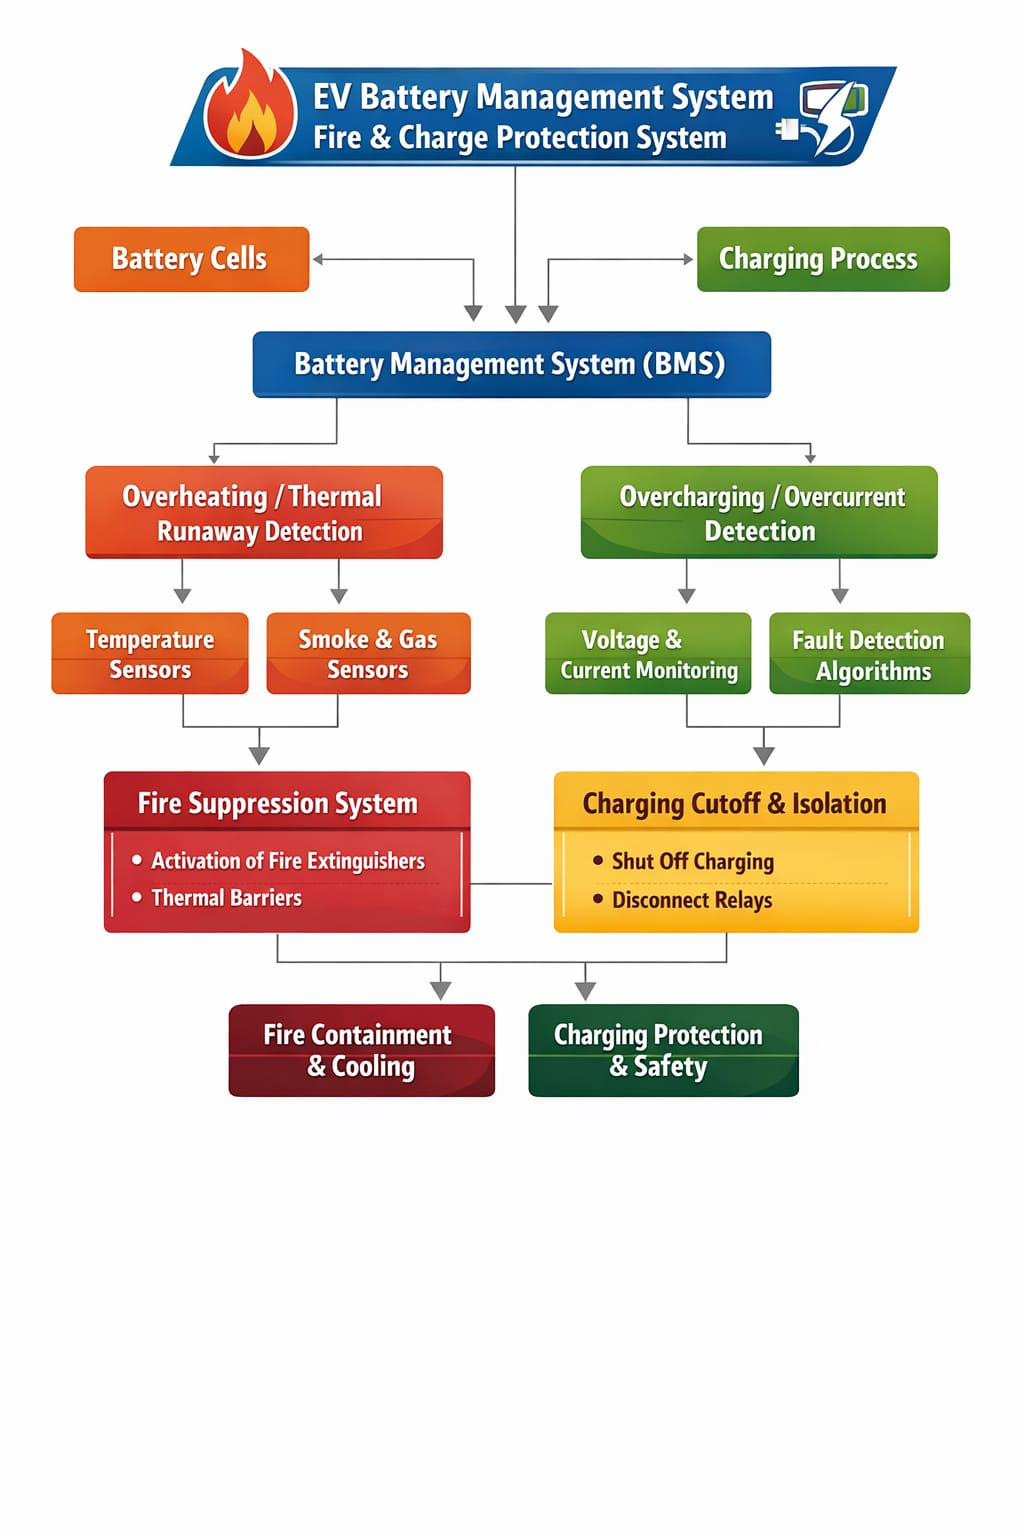 EV Battery Management System
Fire & Charge Protection System
Battery Cells
Charging Process
Battery Management System (BMS)
Overheating / Thermal
Runaway Detection
Overcharging / Overcurrent
Detection
Temperature
Sensors
Smoke & Gas
Sensors
Voltage &
Current Monitoring
Fault Detection
Algorithms
Fire Suppression System
• Activation of Fire Extinguishers
• Thermal Barriers
Charging Cutoff & Isolation
• Shut Off Charging
• Disconnect Relays
Fire Containment
& Cooling
Charging Protection
& Safety